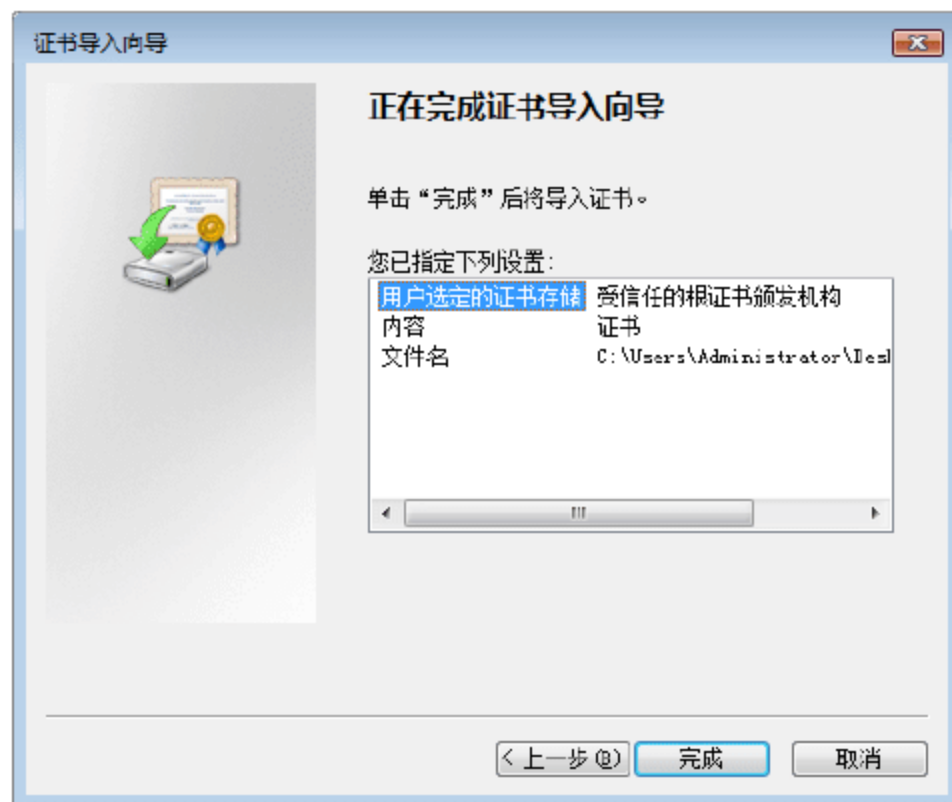 证书导入向导
正在完成证书导入向导
单击“完成”后将导入证书。
您已指定下列设置:
用户选定的证书存储 受信任的根证书颁发机构
内容 证书
文件名 C:\Users\Administrator\Des
< 上一步(B) 完成 取消